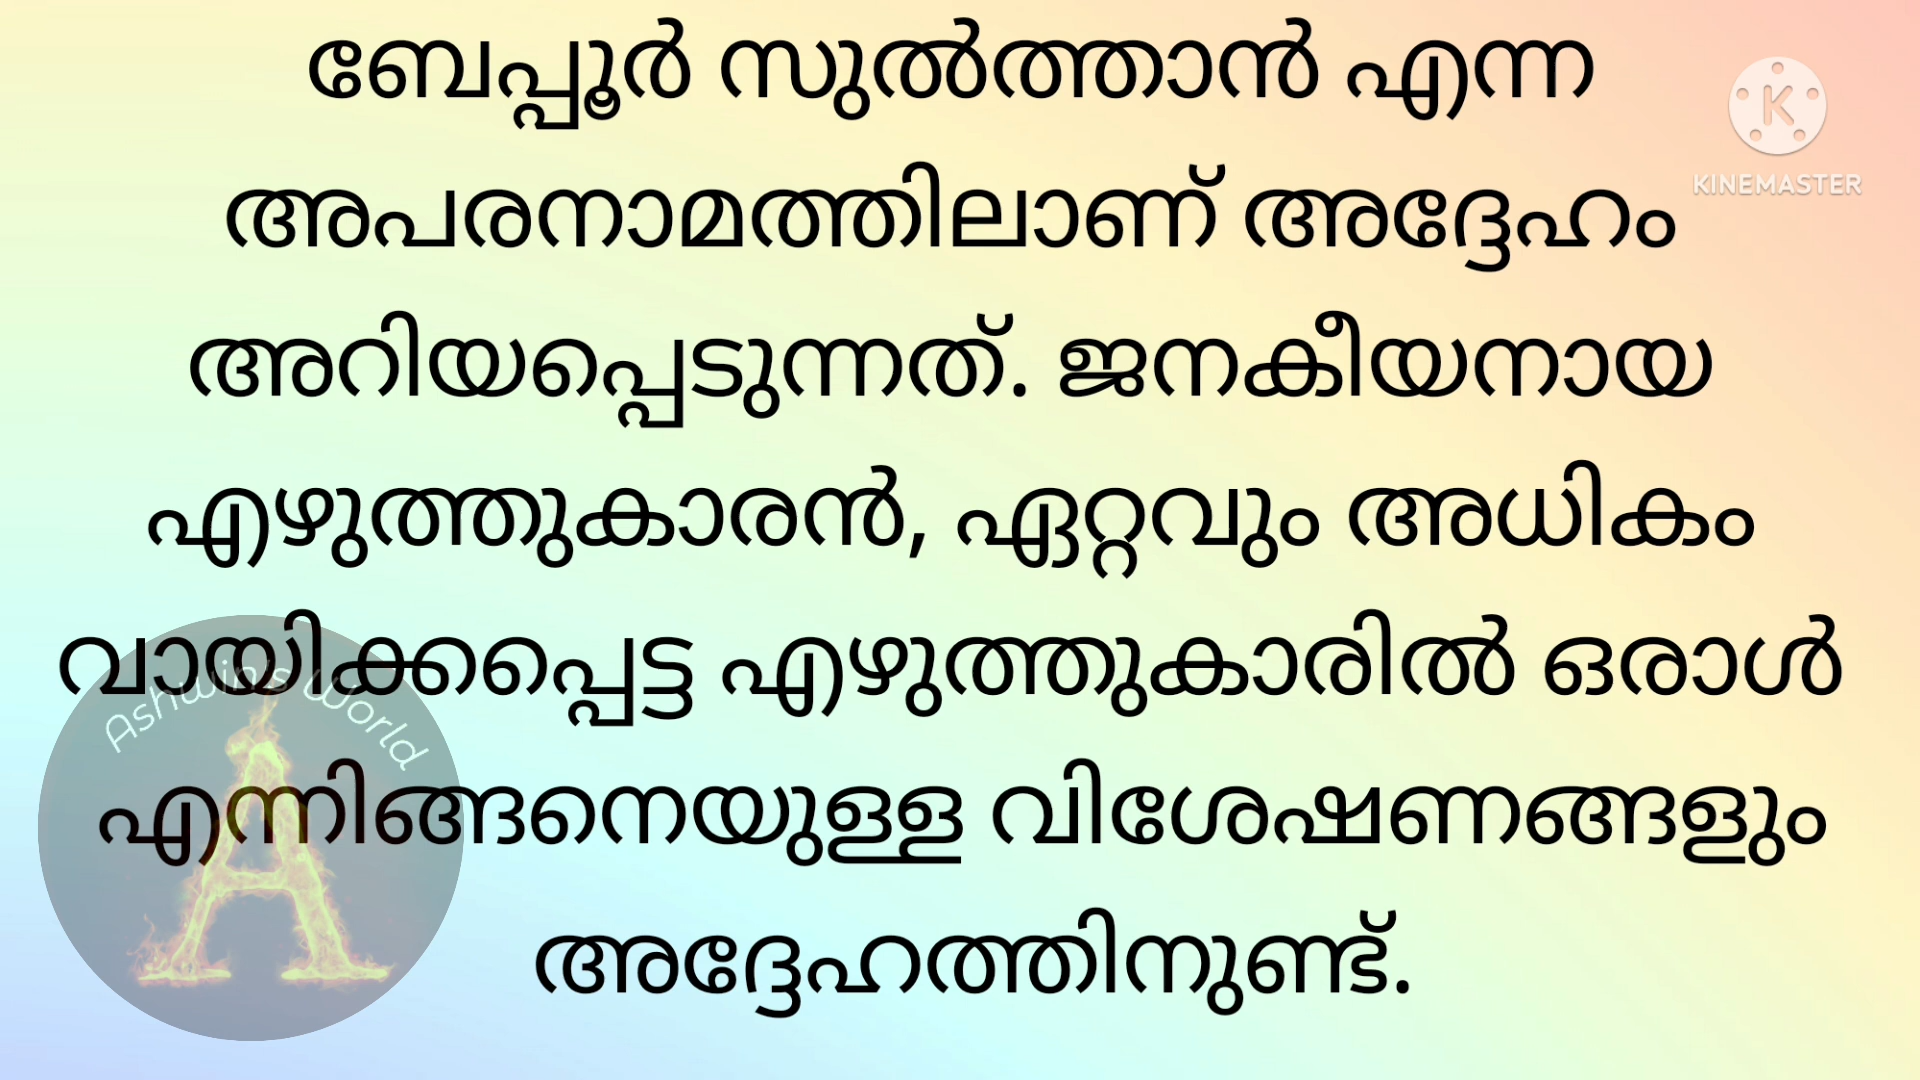 ബേപ്പൂർ സുൽത്താൻ എന്ന
അപരനാമത്തിലാണ് അദ്ദേഹം
അറിയപ്പെടുന്നത്. ജനകീയനായ
എഴുത്തുകാരൻ, ഏറ്റവും അധികം
വായിക്കപ്പെട്ട എഴുത്തുകാരിൽ ഒരാൾ
എന്നിങ്ങനെയുള്ള വിശേഷണങ്ങളും
അദ്ദേഹത്തിനുണ്ട്.
K
KINEMASTER
Ashwin's World
A